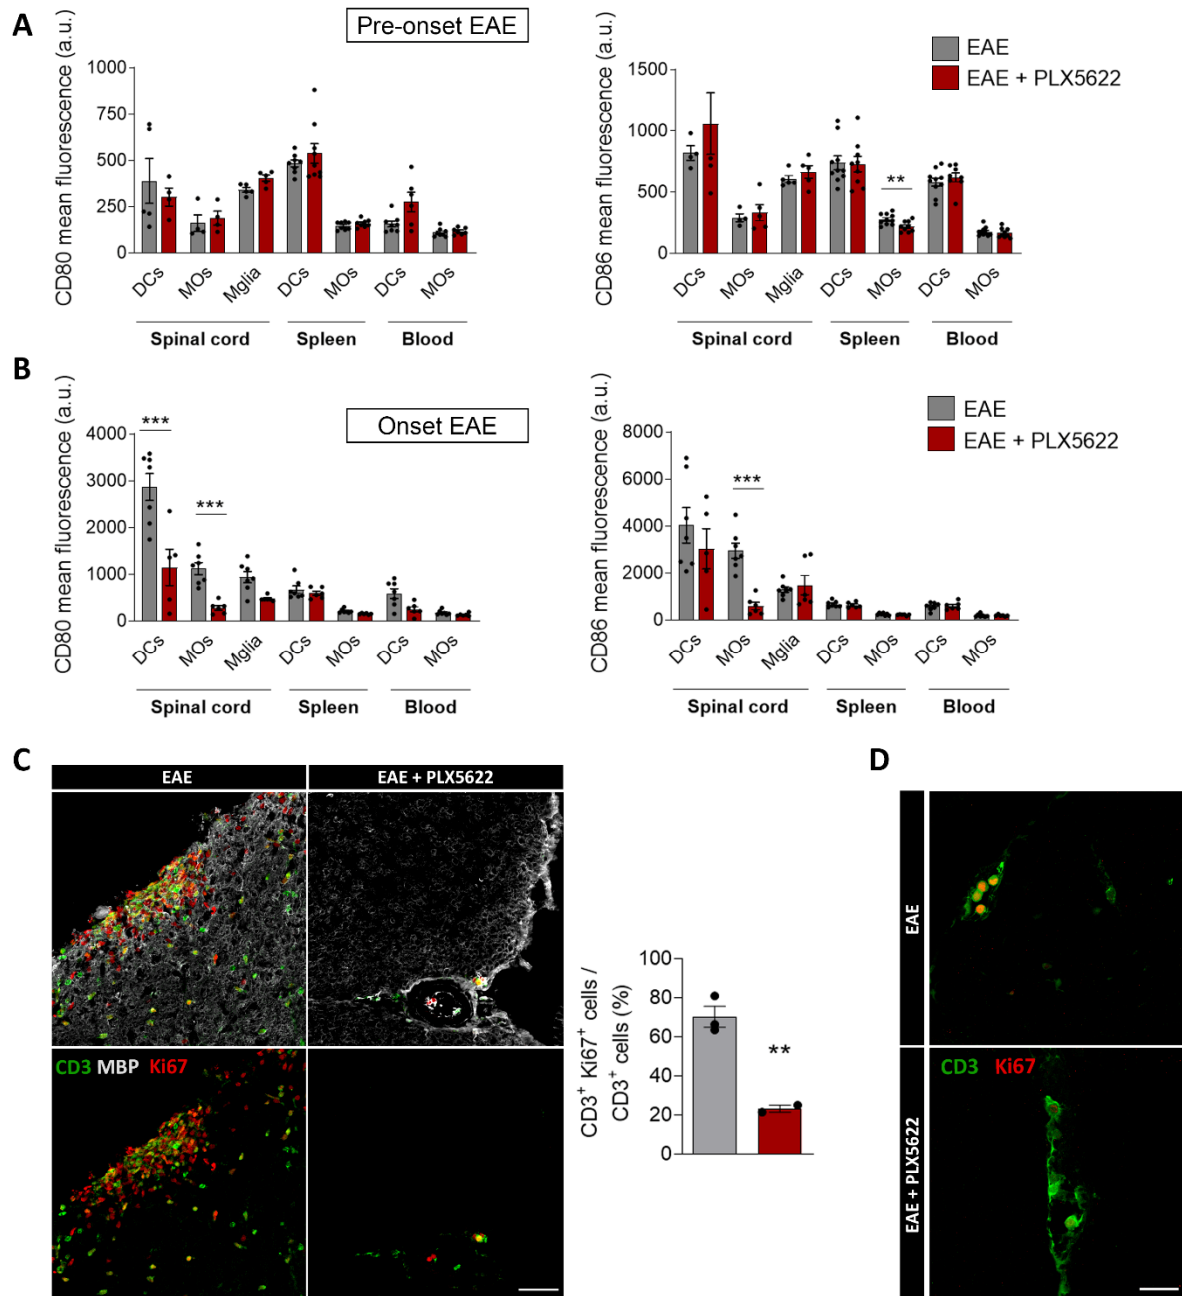 A
Pre-onset EAE
CD80 mean fluorescence (a.u.)
1000
750
500
250
0
DCs
MOs
Mglia
DCs
MOs
DCs
MOs
Spinal cord
Spleen
Blood
CD86 mean fluorescence (a.u.)
1500
1000
500
0
**
EAE
EAE + PLX5622
DCs
MOs
Mglia
DCs
MOs
DCs
MOs
Spinal cord
Spleen
Blood
B
Onset EAE
CD80 mean fluorescence (a.u.)
4000
3000
2000
1000
0
***
***
DCs
MOs
Mglia
DCs
MOs
DCs
MOs
Spinal cord
Spleen
Blood
CD86 mean fluorescence (a.u.)
8000
6000
4000
2000
0
***
EAE
EAE + PLX5622
DCs
MOs
Mglia
DCs
MOs
DCs
MOs
Spinal cord
Spleen
Blood
C
EAE
EAE + PLX5622
CD3 MBP Ki67
CD3+ Ki67+ cells /
CD3+ cells (%)
100
80
60
40
20
0
**
D
EAE
EAE + PLX5622
CD3 Ki67